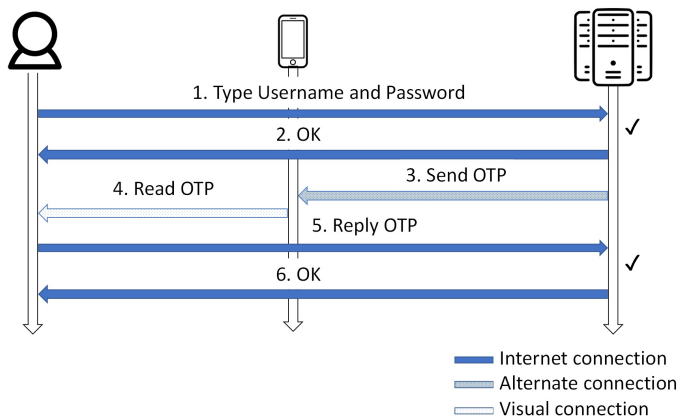 1. Type Username and Password
2. OK
3. Send OTP
4. Read OTP
5. Reply OTP
6. OK
Internet connection
Alternate connection
Visual connection